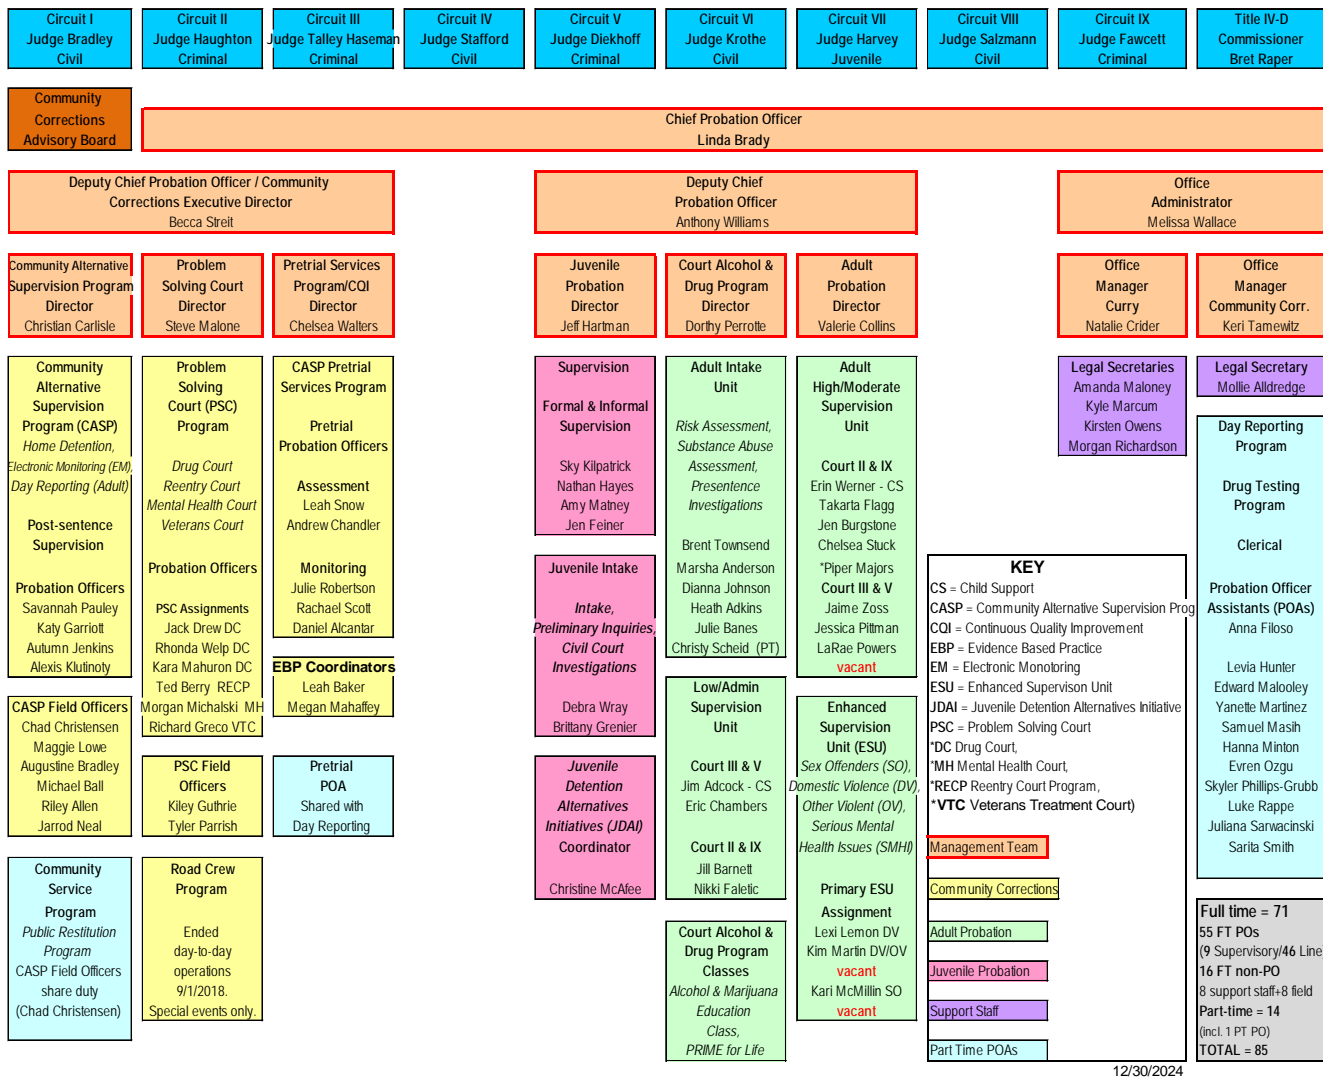 Circuit I
Judge Bradley
Civil
Circuit II
Judge Haughton
Criminal
Circuit III
Judge Talley Haseman
Criminal
Circuit IV
Judge Stafford
Civil
Circuit V
Judge Diekhoff
Criminal
Circuit VI
Judge Krothe
Civil
Circuit VII
Judge Harvey
Juvenile
Circuit VIII
Judge Salzmann
Civil
Circuit IX
Judge Fawcett
Criminal
Title IV-D
Commissioner
Bret Raper
Community
Corrections
Advisory Board
Chief Probation Officer
Linda Brady
Deputy Chief Probation Officer / Community
Corrections Executive Director
Becca Streit
Deputy Chief
Probation Officer
Anthony Williams
Office
Administrator
Melissa Wallace
Community Alternative
Supervision Program
Director
Christian Carlisle
Problem
Solving Court
Director
Steve Malone
Pretrial Services
Program/CQI
Director
Chelsea Walters
Juvenile
Probation
Director
Jeff Hartman
Court Alcohol &
Drug Program
Director
Dorthy Perrotte
Adult
Probation
Director
Valerie Collins
Office
Manager
Curry
Natalie Crider
Office
Manager
Community Corr.
Keri Tamewitz
Community
Alternative
Supervision
Program (CASP)
Home Detention,
Electronic Monitoring (EM),
Day Reporting (Adult)
Post-sentence
Supervision
Probation Officers
Savannah Pauley
Katy Garriott
Autumn Jenkins
Alexis Klutinoty
CASP Field Officers
Chad Christensen
Maggie Lowe
Augustine Bradley
Michael Ball
Riley Allen
Jarrod Neal
Community
Service
Program
Public Restitution
Program
CASP Field Officers
share duty
(Chad Christensen)
Problem
Solving
Court (PSC)
Program
Drug Court
Reentry Court
Mental Health Court
Veterans Court
Probation Officers
PSC Assignments
Jack Drew DC
Rhonda Welp DC
Kara Mahuron DC
Ted Berry RECP
Morgan Michalski MH
Richard Greco VTC
PSC Field
Officers
Kiley Guthrie
Tyler Parrish
Road Crew
Program
Ended
day-to-day
operations
9/1/2018.
Special events only.
CASP Pretrial
Services Program
Pretrial
Probation Officers
Assessment
Leah Snow
Andrew Chandler
Monitoring
Julie Robertson
Rachael Scott
Daniel Alcantar
EBP Coordinators
Leah Baker
Megan Mahaffey
Pretrial
POA
Shared with
Day Reporting
Supervision
Formal & Informal
Supervision
Sky Kilpatrick
Nathan Hayes
Amy Matney
Jen Feiner
Juvenile Intake
Intake,
Preliminary Inquiries,
Civil Court
Investigations
Debra Wray
Brittany Grenier
Juvenile
Detention
Alternatives
Initiatives (JDAI)
Coordinator
Christine McAfee
Adult Intake
Unit
Risk Assessment,
Substance Abuse
Assessment,
Presentence
Investigations
Brent Townsend
Marsha Anderson
Dianna Johnson
Heath Adkins
Julie Banes
Christy Scheid (PT)
Low/Admin
Supervision
Unit
Court III & V
Jim Adcock - CS
Eric Chambers
Court II & IX
Jill Barnett
Nikki Faletic
Court Alcohol &
Drug Program
Classes
Alcohol & Marijuana
Education
Class,
PRIME for Life
Adult
High/Moderate
Supervision
Unit
Court II & IX
Erin Werner - CS
Takarta Flagg
Jen Burgstone
Chelsea Stuck
*Piper Majors
Court III & V
Jaime Zoss
Jessica Pittman
LaRae Powers
vacant
Enhanced
Supervision
Unit (ESU)
Sex Offenders (SO),
Domestic Violence (DV),
Other Violent (OV),
Serious Mental
Health Issues (SMHI)
Primary ESU
Assignment
Lexi Lemon DV
Kim Martin DV/OV
vacant
Kari McMillin SO
vacant
Legal Secretaries
Amanda Maloney
Kyle Marcum
Kirsten Owens
Morgan Richardson
KEY
CS = Child Support
CASP = Community Alternative Supervision Prog
CQI = Continuous Quality Improvement
EBP = Evidence Based Practice
EM = Electronic Monotoring
ESU = Enhanced Supervison Unit
JDAI = Juvenile Detention Alternatives Initiative
PSC = Problem Solving Court
*DC Drug Court,
*MH Mental Health Court,
*RECP Reentry Court Program,
*VTC Veterans Treatment Court)
Management Team
Community Corrections
Adult Probation
Juvenile Probation
Support Staff
Part Time POAs
Legal Secretary
Mollie Alldredge
Day Reporting
Program
Drug Testing
Program
Clerical
Probation Officer
Assistants (POAs)
Anna Filoso
Levia Hunter
Edward Malooley
Yanette Martinez
Samuel Masih
Hanna Minton
Evren Ozgu
Skyler Phillips-Grubb
Luke Rappe
Juliana Sarwacinski
Sarita Smith
Full time = 71
55 FT POs
(9 Supervisory/46 Line
16 FT non-PO
8 support staff+8 field
Part-time = 14
(incl. 1 PT PO)
TOTAL = 85
12/30/2024